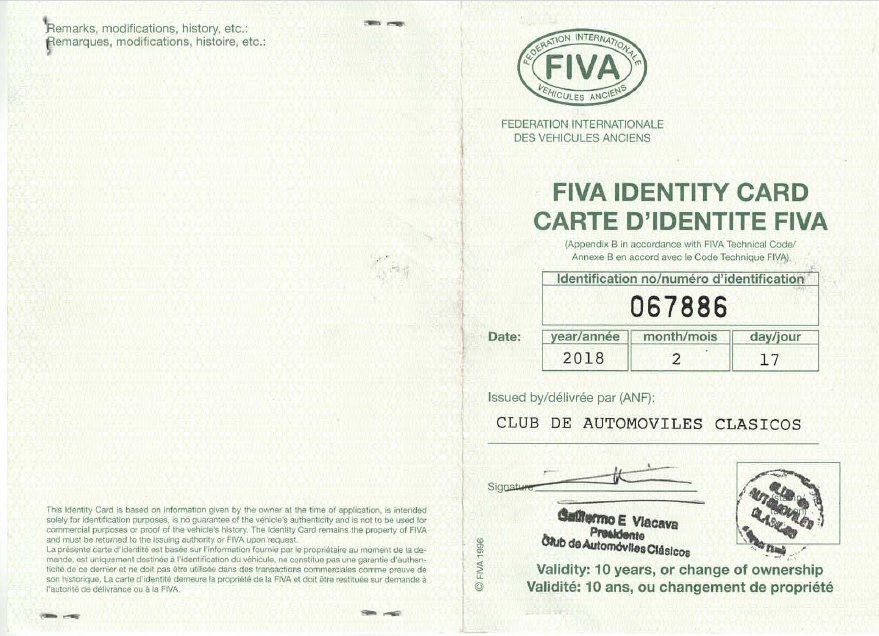 Remarks, modifications, history, etc.:
Remarques, modifications, histoire, etc.:
This Identity Card is based on information given by the owner at the time of application, is intended
solely for identification purposes, is no guarantee of the vehicle's authenticity and is not to be used for
commercial purposes or proof of the vehicle's history. The Identity Card remains the property of FIVA
and must be returned to the issuing authority or FIVA upon request.
La présente carte d'identité est basée sur l'information fournie par le propriétaire au moment de la de-
mande, est uniquement destinée à l'identification du véhicule, ne constitue pas une garantie d'authen-
ticité de ce dernier et ne doit pas être utilisée dans des transactions commerciales comme preuve de
son historique. La carte d'identité demeure la propriété de la FIVA et doit être restituée sur demande à
l'autorité de délivrance ou à la FIVA.
FEDERATION INTERNATIONALE
FIVA
VEHICULES ANCIENS
FEDERATION INTERNATIONALE
DES VEHICULES ANCIENS
FIVA IDENTITY CARD
CARTE D'IDENTITE FIVA
(Appendix B in accordance with FIVA Technical Code/
Annexe B en accord avec le Code Technique FIVA).
Identification no/numéro d'identification
067886
Date: year/année month/mois day/jour
2018 2 17
Issued by/délivrée par (ANF):
CLUB DE AUTOMOVILES CLASICOS
Signature
Guillermo E Viacava
Presidente
Club de Automóviles Clásicos
CLUB DE
AUTOMOVILES
CLASICOS
© FIVA 1996
Validity: 10 years, or change of ownership
Validité: 10 ans, ou changement de propriété